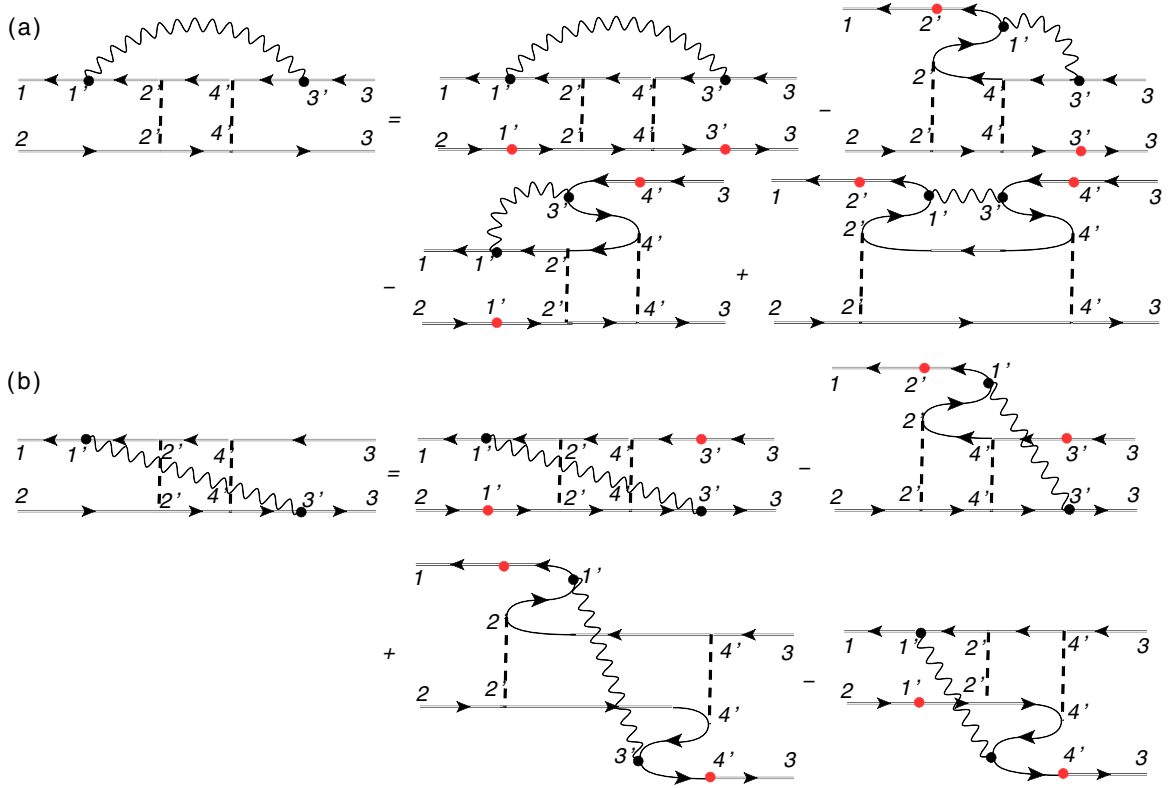 (a)
1 1' 2' 4' 3' 3
2 2' 4' 3
=
1 1' 2' 4' 3' 3
2 1' 2' 4' 3' 3
–
1 2' 1'
2' 4' 3' 3
2 2' 4' 3' 3
–
3' 4' 3
1 1' 2' 4'
2 1' 2' 4' 3
+
1 2' 1' 3' 4' 3
2' 4'
2 2' 4' 3
(b)
1 1' 2' 4' 3
2 2' 4' 3' 3
=
1 1' 2' 4' 3' 3
2 1' 2' 4' 3' 3
–
1 2' 1'
2 4' 3' 3
2 2' 4' 3' 3
+
1 1'
2 4' 3
2 2' 4'
3' 4' 3
–
1 1' 2' 4' 3
2 1' 2' 4'
4' 3